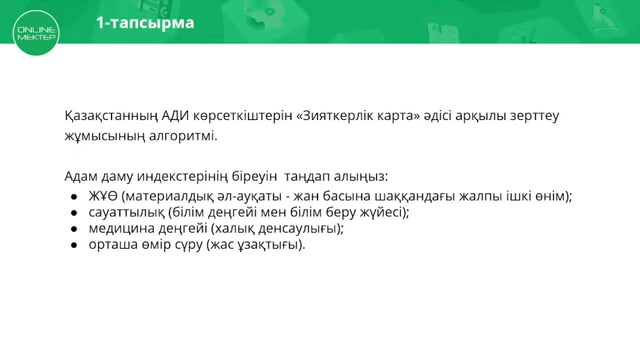 ONLINE
МЕКТЕР
1-тапсырма
Қазақстанның АДИ көрсеткіштерін «Зияткерлік карта» әдісі арқылы зерттеу
жұмысының алгоритмі.
Адам даму индекстерінің біреуін таңдап алыңыз:
● ЖҰӨ (материалдық әл-ауқаты - жан басына шаққандағы жалпы ішкі өнім);
● сауаттылық (білім деңгейі мен білім беру жүйесі);
● медицина деңгейі (халық денсаулығы);
● орташа өмір сүру (жас ұзақтығы).